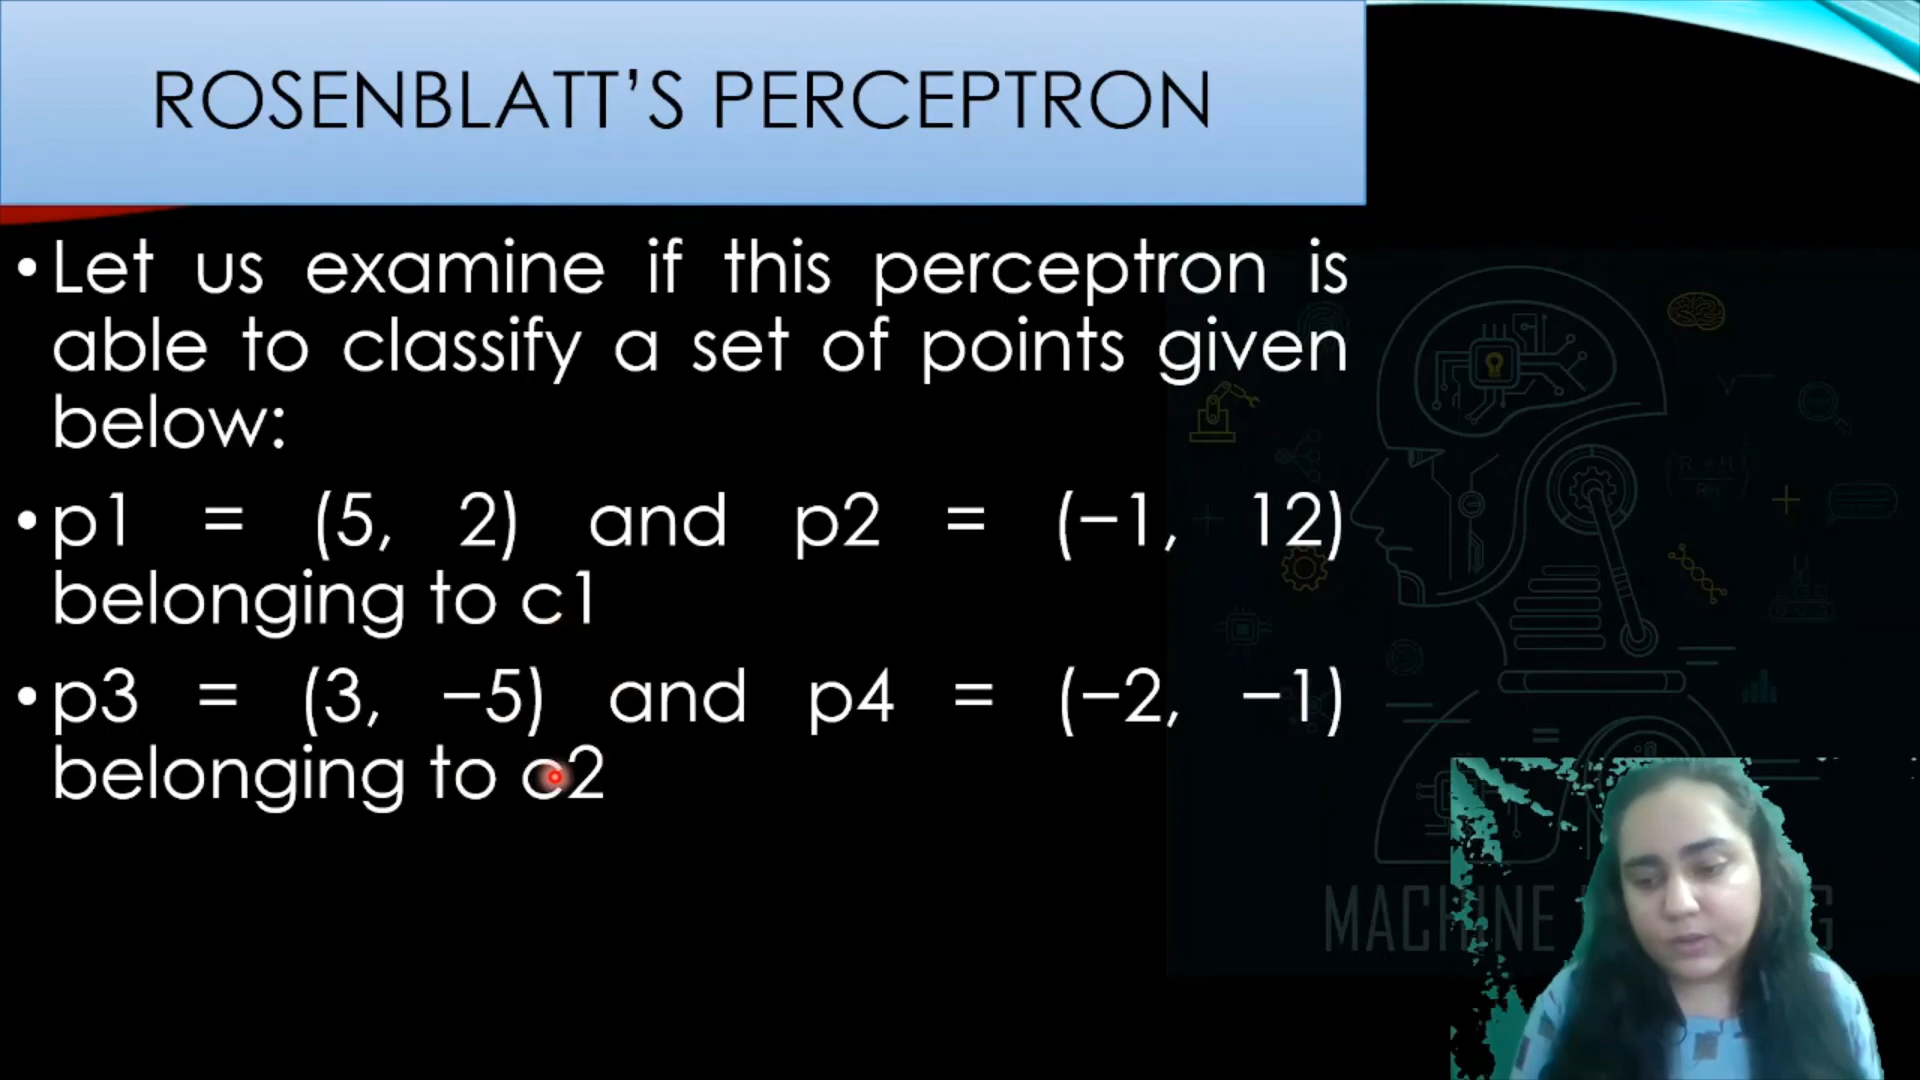 ROSENBLATT’S PERCEPTRON
•Let us examine if this perceptron is
able to classify a set of points given
below:
•p1 = (5, 2) and p2 = (−1, 12)
belonging to c1
•p3 = (3, −5) and p4 = (−2, −1)
belonging to c2
MACHINE